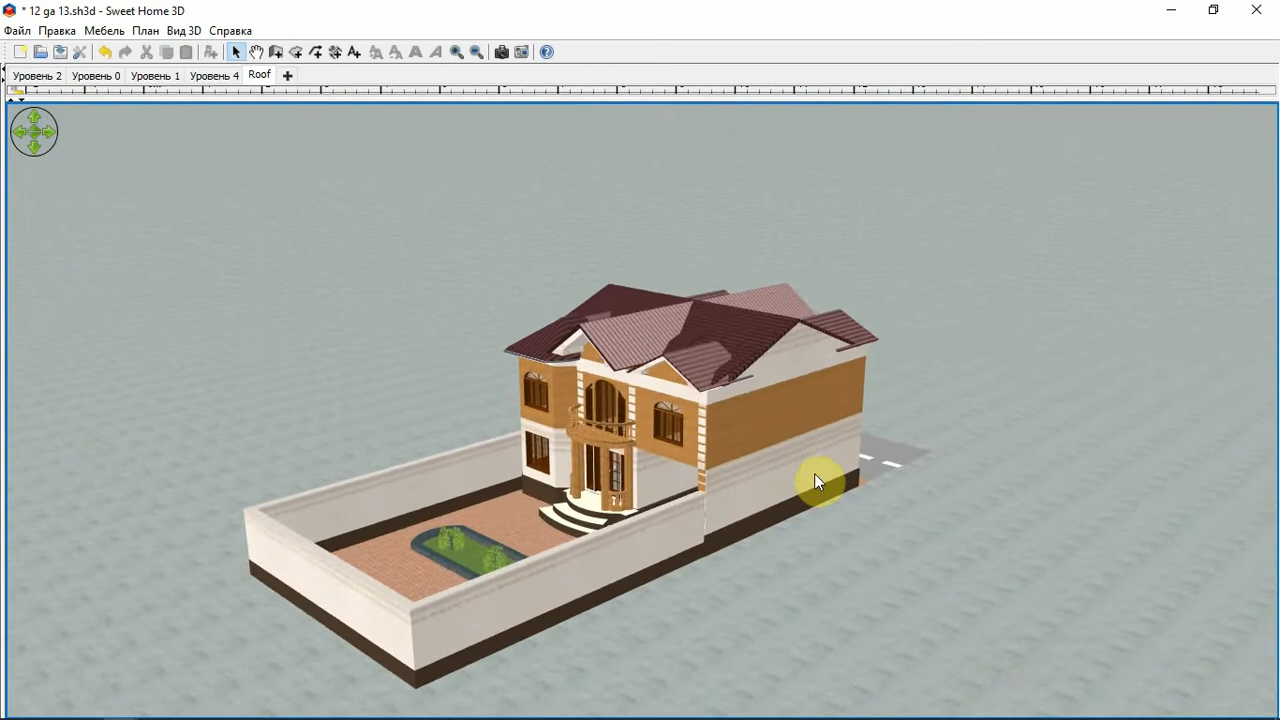 * 12 ga 13.sh3d - Sweet Home 3D
Файл Правка Мебель План Вид 3D Справка
Уровень 2 Уровень 0 Уровень 1 Уровень 4 Roof